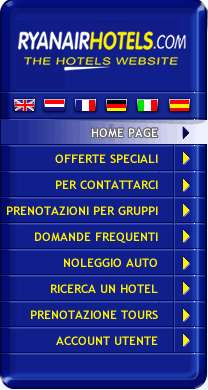 RYANAIRHOTELS.COM
THE HOTELS WEBSITE
HOME PAGE
OFFERTE SPECIALI
PER CONTATTARCI
PRENOTAZIONI PER GRUPPI
DOMANDE FREQUENTI
NOLEGGIO AUTO
RICERCA UN HOTEL
PRENOTAZIONE TOURS
ACCOUNT UTENTE